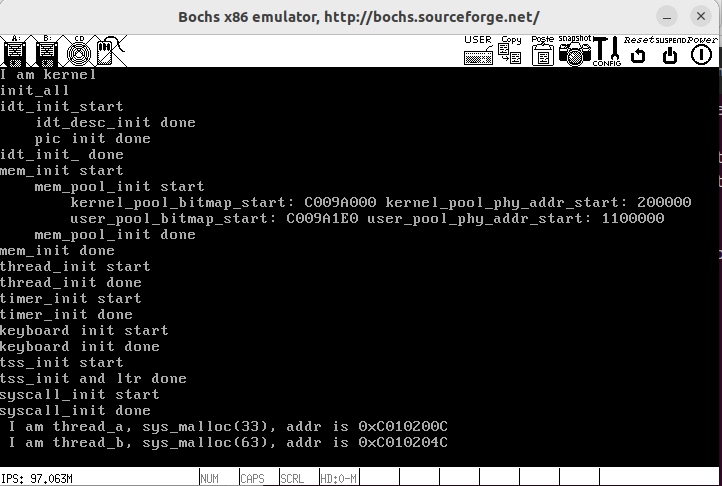 Bochs x86 emulator, http://bochs.sourceforge.net/
A: B: CD USER Copy Paste snapshot CONFIG Reset SUSPEND Power
I am kernel
init_all
idt_init_start
    idt_desc_init done
    pic init done
idt_init_ done
mem_init start
    mem_pool_init start
        kernel_pool_bitmap_start: C009A000 kernel_pool_phy_addr_start: 200000
        user_pool_bitmap_start: C009A1E0 user_pool_phy_addr_start: 1100000
    mem_pool_init done
mem_init done
thread_init start
thread_init done
timer_init start
timer_init done
keyboard init start
keyboard init done
tss_init start
tss_init and ltr done
syscall_init start
syscall_init done
 I am thread_a, sys_malloc(33), addr is 0xC010200C
 I am thread_b, sys_malloc(63), addr is 0xC010204C
IPS: 97.063M NUM CAPS SCRL HD:0-M